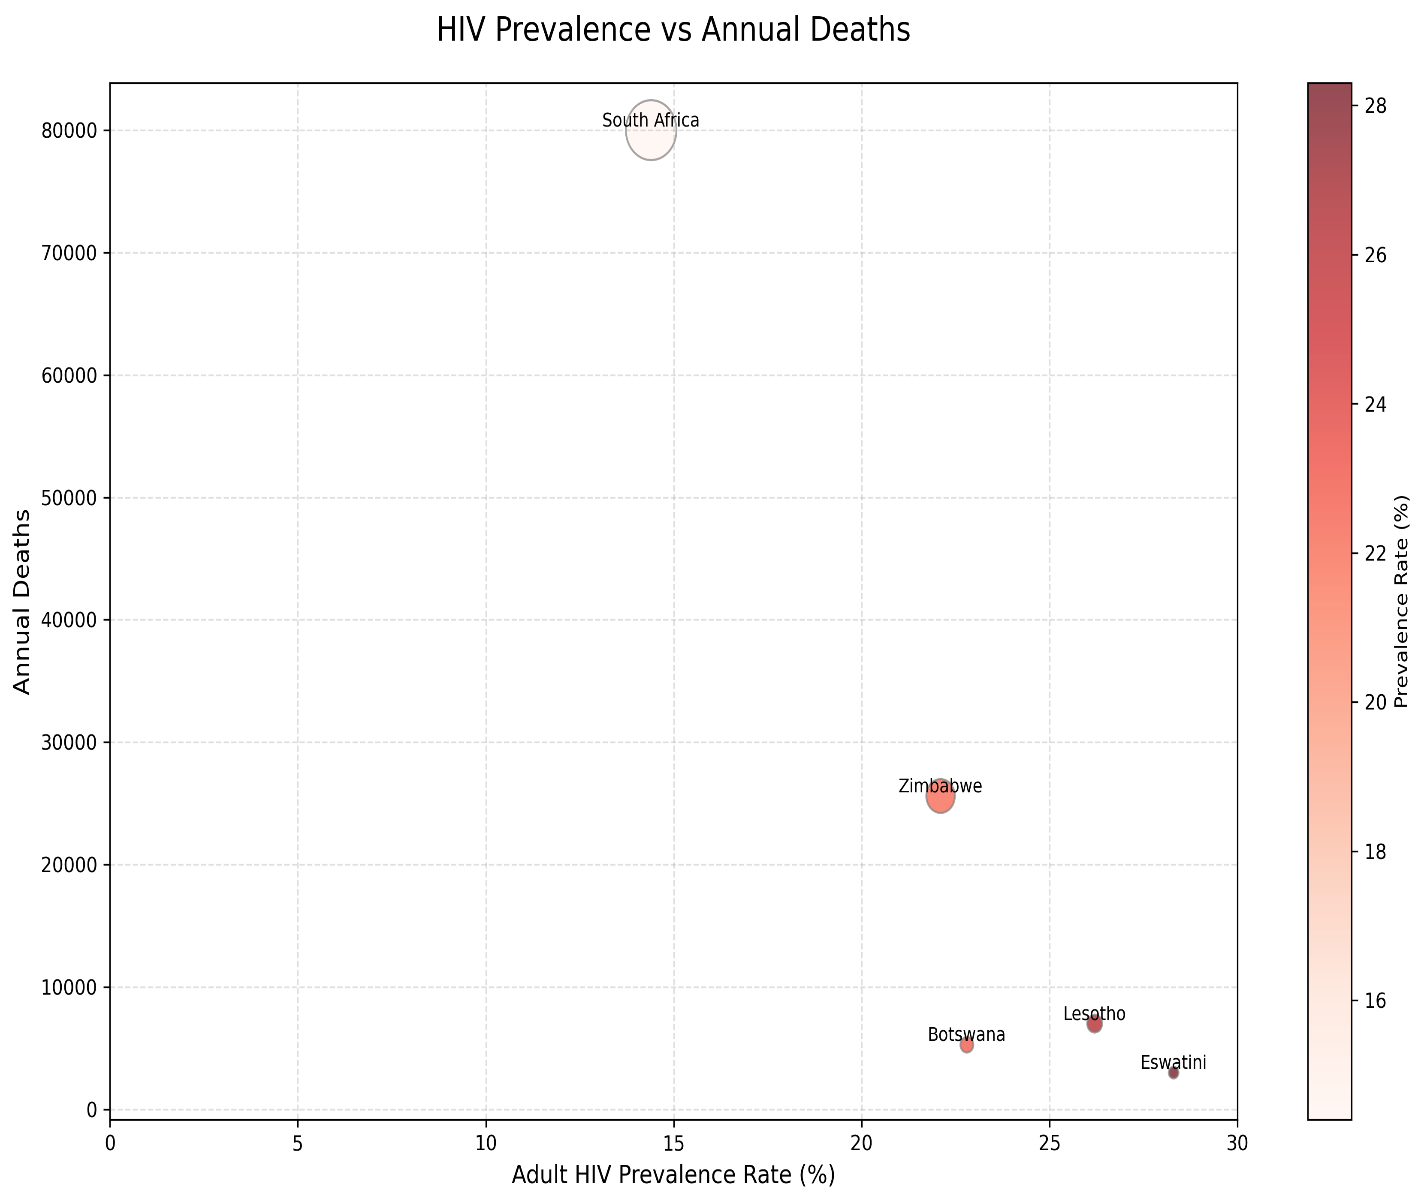 HIV Prevalence vs Annual Deaths
80000
70000
60000
50000
40000
30000
20000
10000
0
Annual Deaths
South Africa
Zimbabwe
Botswana
Lesotho
Eswatini
0 5 10 15 20 25 30
Adult HIV Prevalence Rate (%)
28
26
24
22
20
18
16
Prevalence Rate (%)